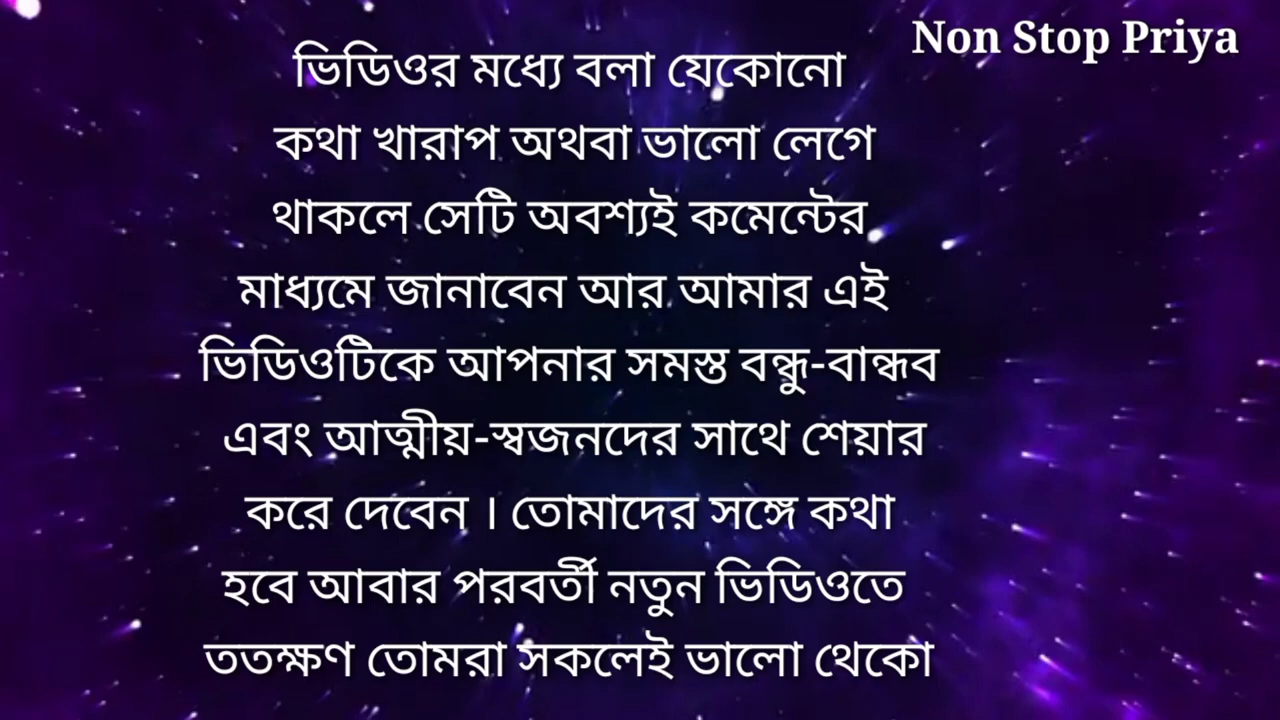 Non Stop Priya
ভিডিওর মধ্যে বলা যেকোনো
কথা খারাপ অথবা ভালো লেগে
থাকলে সেটি অবশ্যই কমেন্টের
মাধ্যমে জানাবেন আর আমার এই
ভিডিওটিকে আপনার সমস্ত বন্ধু-বান্ধব
এবং আত্মীয়-স্বজনদের সাথে শেয়ার
করে দেবেন । তোমাদের সঙ্গে কথা
হবে আবার পরবর্তী নতুন ভিডিওতে
ততক্ষণ তোমরা সকলেই ভালো থেকো